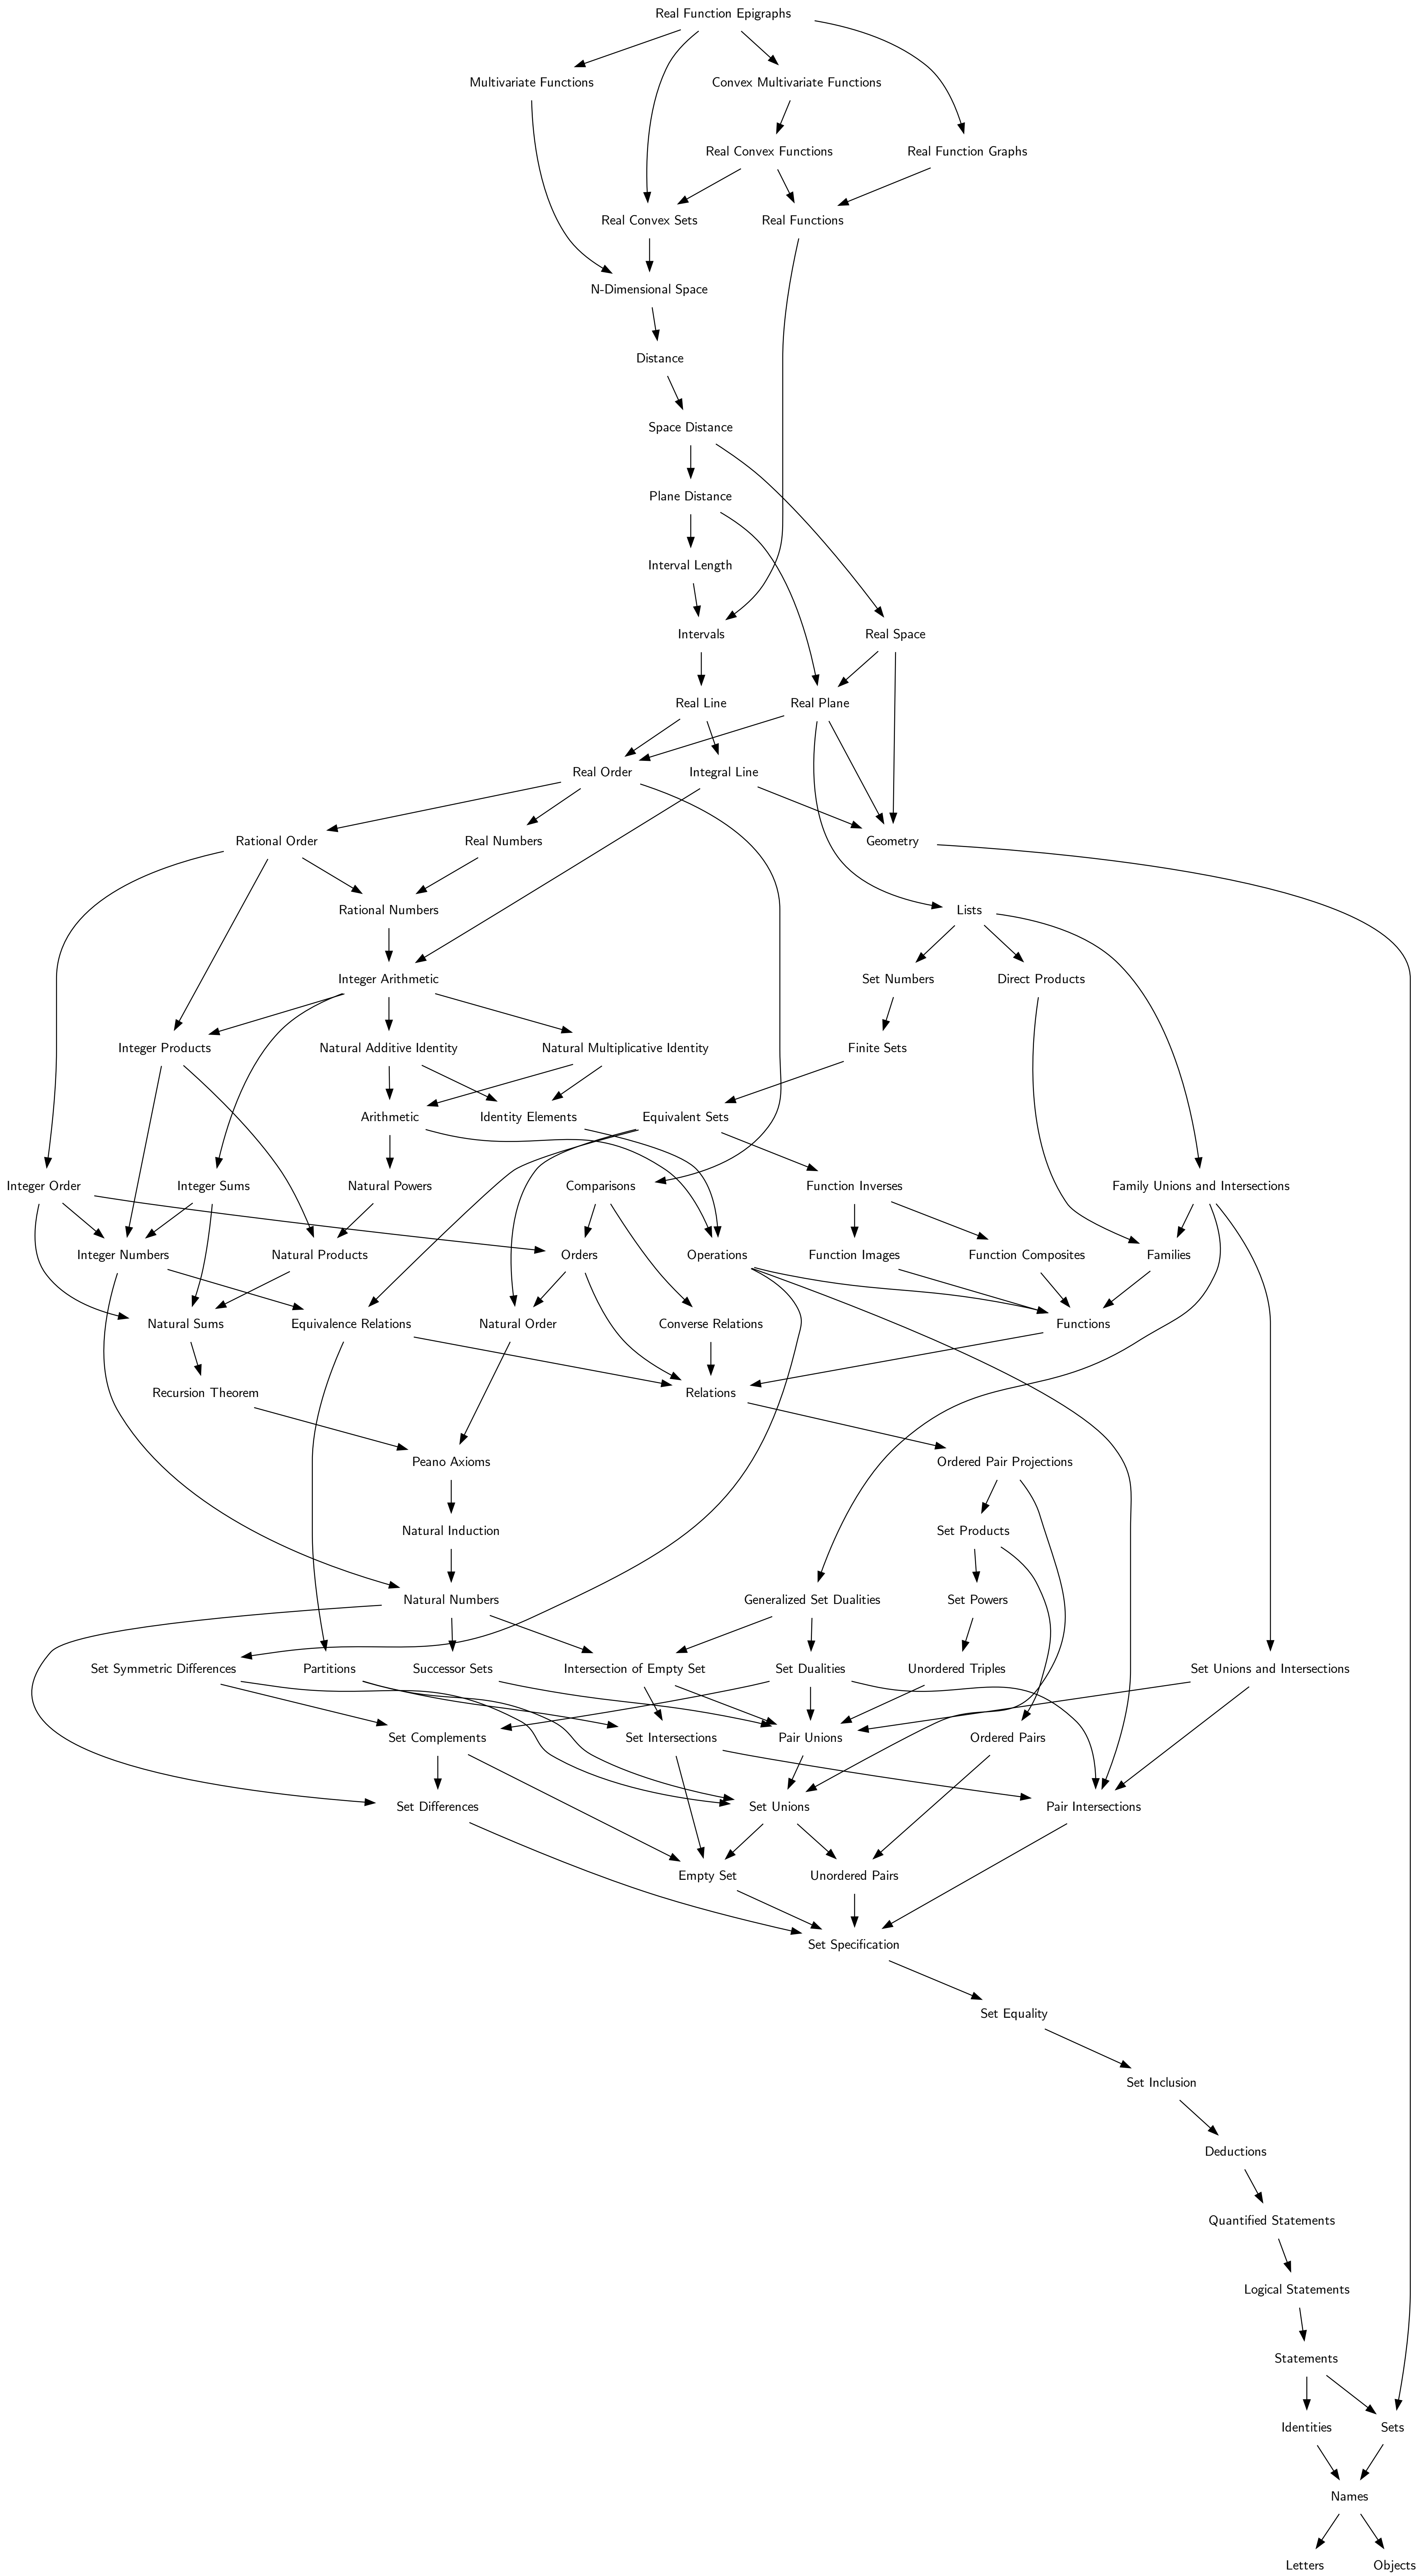 Real Function Epigraphs
Multivariate Functions
Convex Multivariate Functions
Real Convex Functions
Real Function Graphs
Real Convex Sets
Real Functions
N-Dimensional Space
Distance
Space Distance
Plane Distance
Interval Length
Intervals
Real Space
Real Line
Real Plane
Real Order
Integral Line
Rational Order
Real Numbers
Geometry
Rational Numbers
Lists
Integer Arithmetic
Set Numbers
Direct Products
Integer Products
Natural Additive Identity
Natural Multiplicative Identity
Finite Sets
Arithmetic
Identity Elements
Equivalent Sets
Integer Order
Integer Sums
Natural Powers
Comparisons
Function Inverses
Family Unions and Intersections
Integer Numbers
Natural Products
Orders
Operations
Function Images
Function Composites
Families
Natural Sums
Equivalence Relations
Natural Order
Converse Relations
Functions
Recursion Theorem
Relations
Peano Axioms
Ordered Pair Projections
Natural Induction
Set Products
Natural Numbers
Generalized Set Dualities
Set Powers
Set Symmetric Differences
Partitions
Successor Sets
Intersection of Empty Set
Set Dualities
Unordered Triples
Set Unions and Intersections
Set Complements
Set Intersections
Pair Unions
Ordered Pairs
Set Differences
Set Unions
Pair Intersections
Empty Set
Unordered Pairs
Set Specification
Set Equality
Set Inclusion
Deductions
Quantified Statements
Logical Statements
Statements
Identities
Sets
Names
Letters
Objects